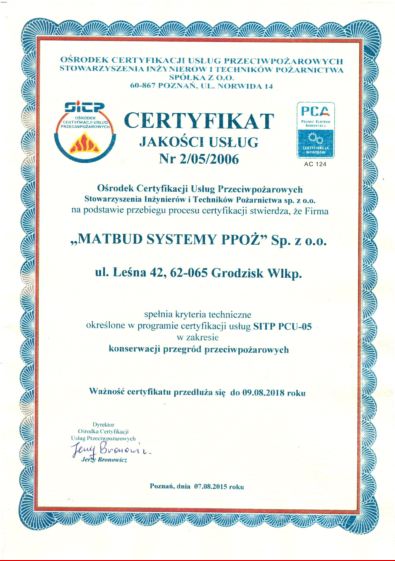 OŚRODEK CERTYFIKACJI USŁUG PRZECIWPOŻAROWYCH
STOWARZYSZENIA INŻYNIERÓW I TECHNIKÓW POŻARNICTWA
SPÓŁKA Z O.O.
60-867 POZNAŃ, UL. NORWIDA 14
SITP
OŚRODEK
CERTYFIKACJI USŁUG
PRZECIWPOŻAROWYCH
PCA
POLSKIE CENTRUM
AKREDYTACJI
CERTYFIKACJA
WYROBÓW
AC 124
CERTYFIKAT
JAKOŚCI USŁUG
Nr 2/05/2006
Ośrodek Certyfikacji Usług Przeciwpożarowych
Stowarzyszenia Inżynierów i Techników Pożarnictwa sp. z o.o.
na podstawie przebiegu procesu certyfikacji stwierdza, że Firma
„MATBUD SYSTEMY PPOŻ” Sp. z o.o.
ul. Leśna 42, 62-065 Grodzisk Wlkp.
spełnia kryteria techniczne
określone w programie certyfikacji usług SITP PCU-05
w zakresie
konserwacji przegród przeciwpożarowych
Ważność certyfikatu przedłuża się do 09.08.2018 roku
Dyrektor
Ośrodka Certyfikacji
Usług Przeciwpożarowych
Jerzy Bronowicz
Jerzy Bronowicz
Poznań, dnia 07.08.2015 roku